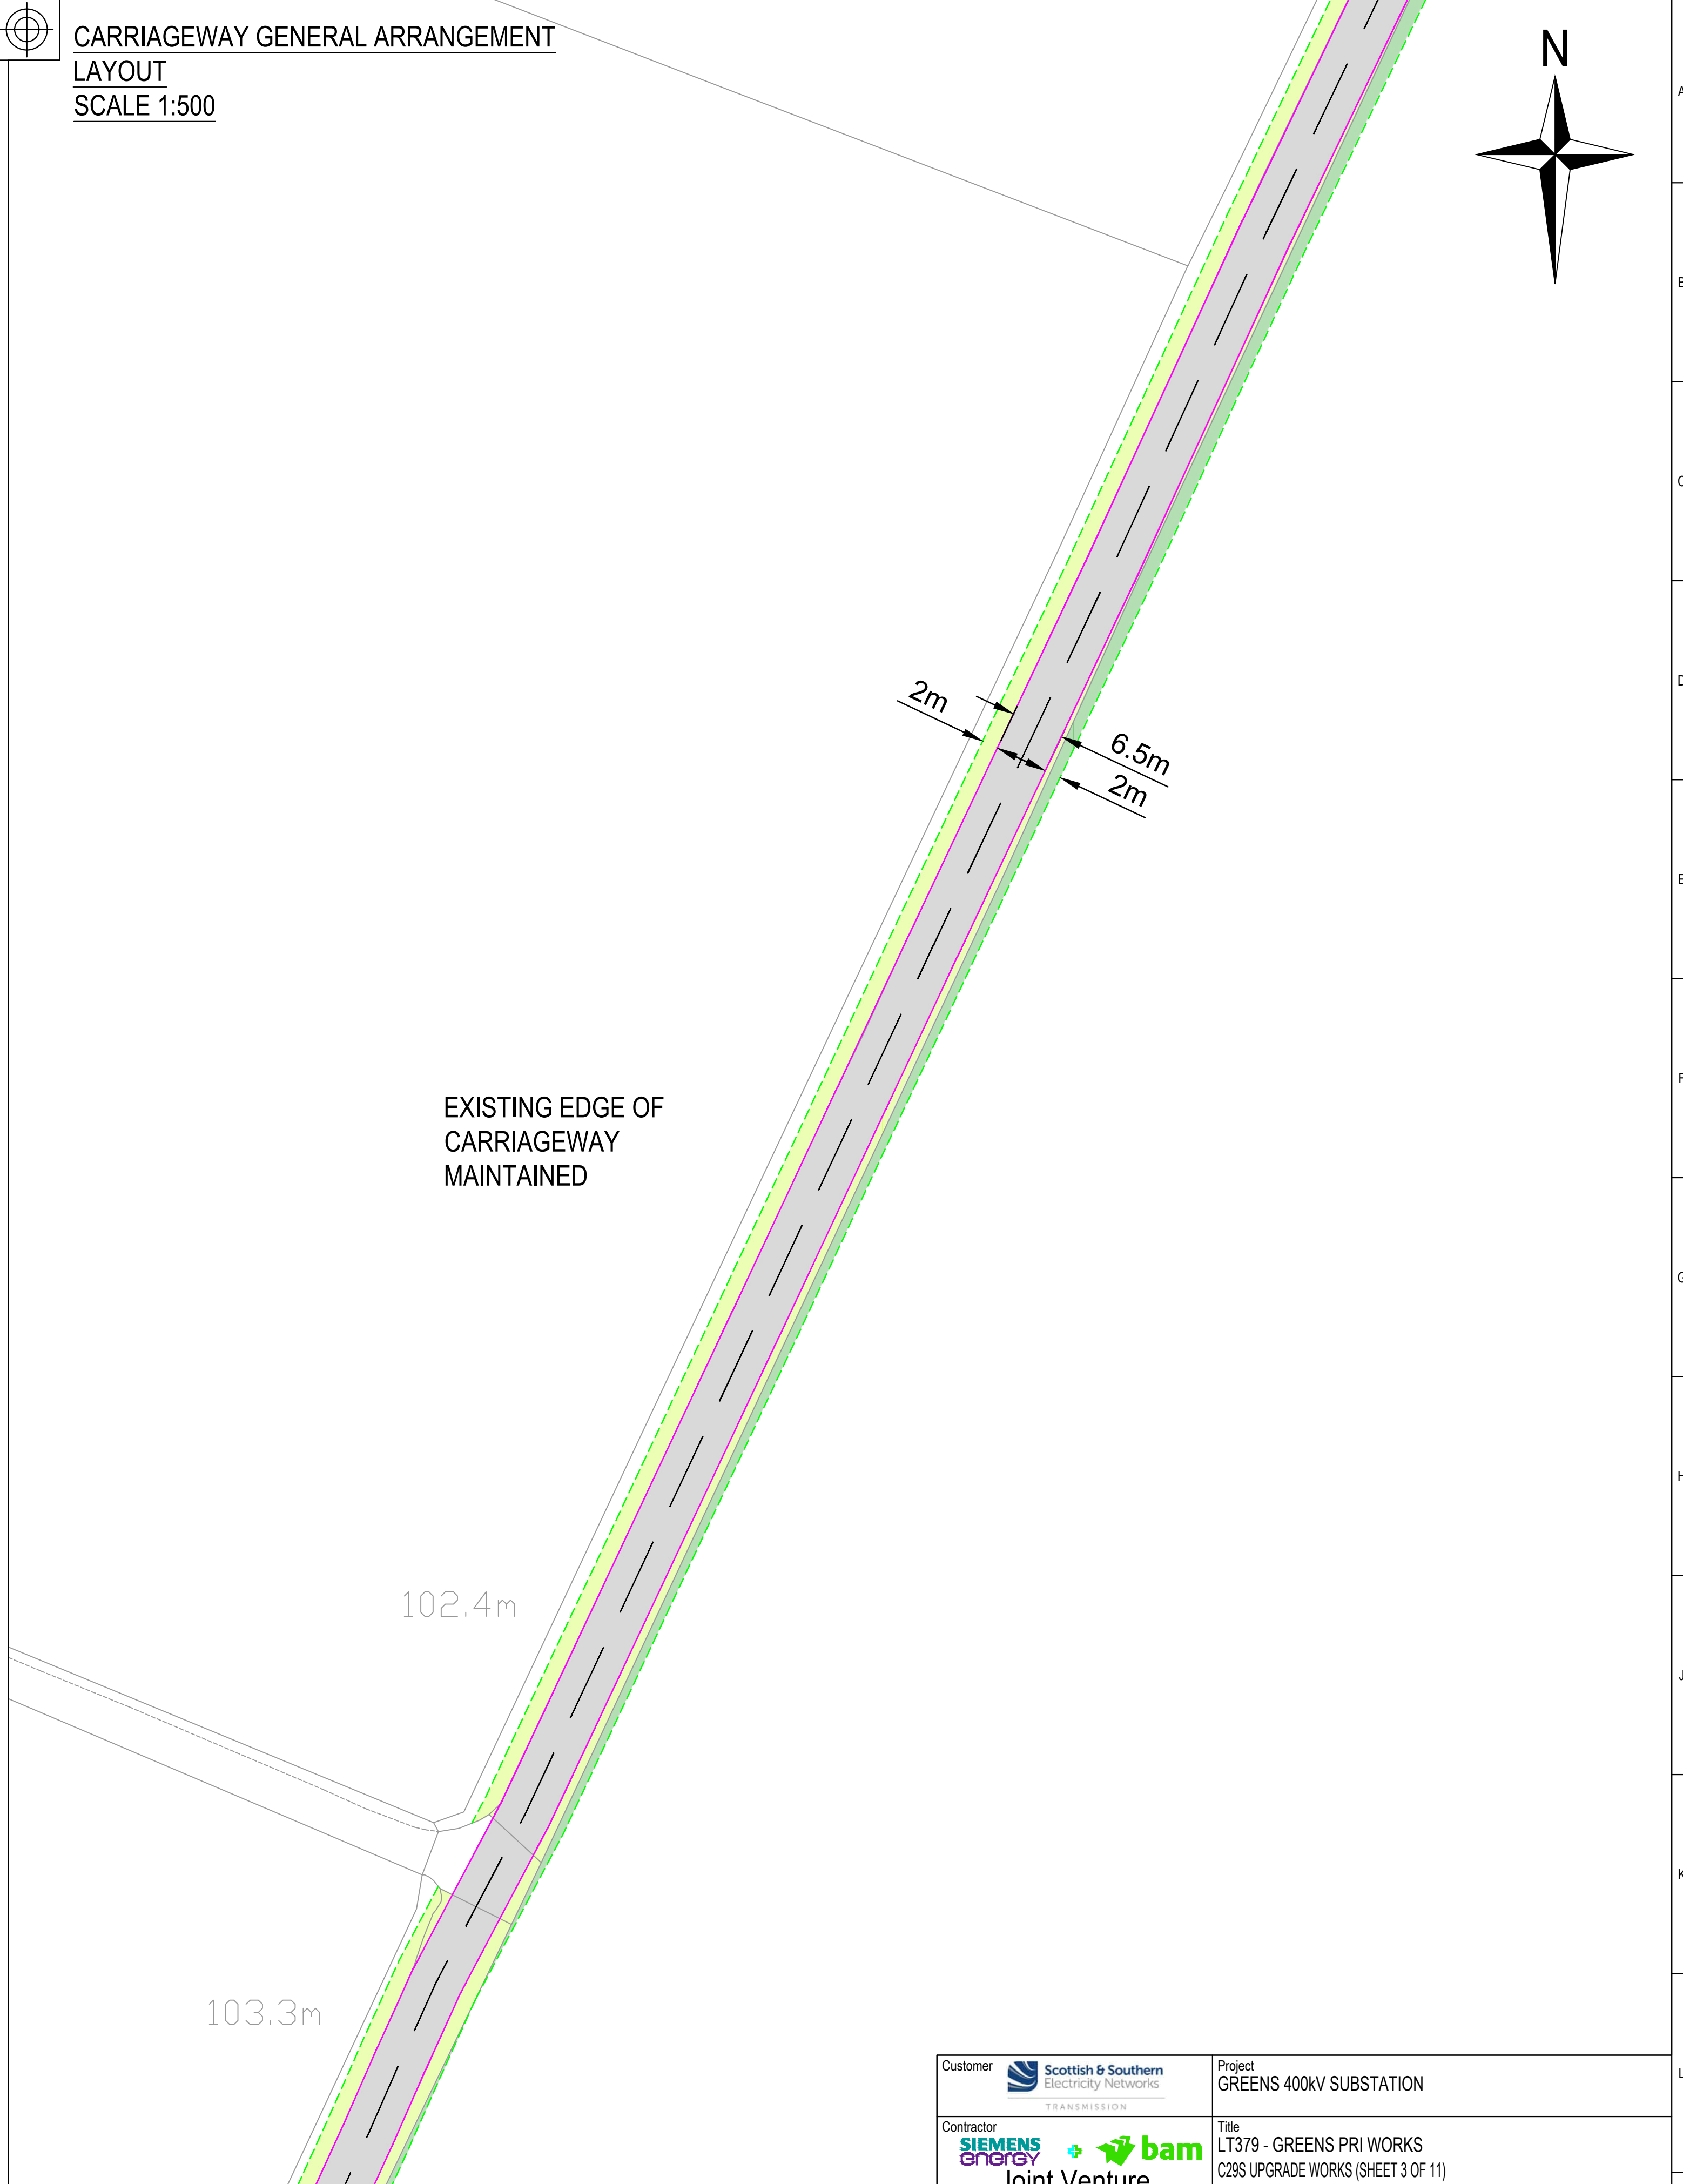 CARRIAGEWAY GENERAL ARRANGEMENT
LAYOUT
SCALE 1:500
N
A
B
C
D
E
F
G
H
J
K
L
2m
6.5m
2m
EXISTING EDGE OF
CARRIAGEWAY
MAINTAINED
102.4m
103.3m
Customer
Scottish & Southern
Electricity Networks
TRANSMISSION
Project
GREENS 400kV SUBSTATION
Contractor
SIEMENS
energy
bam
Joint Venture
Title
LT379 - GREENS PRI WORKS
C29S UPGRADE WORKS (SHEET 3 OF 11)